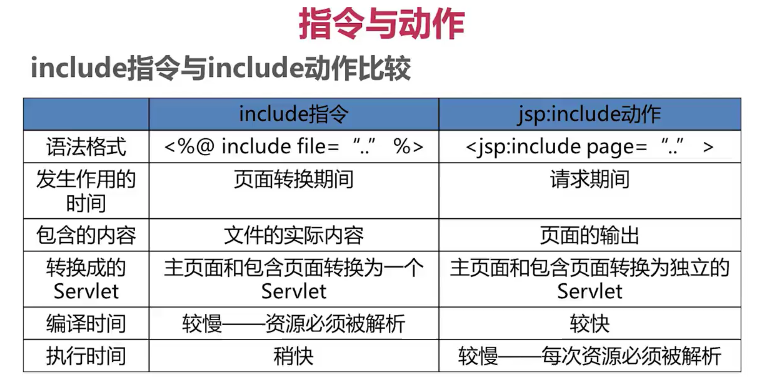 指令与动作
include指令与include动作比较
include指令 jsp:include动作
语法格式 <%@ include file= “..” %> <jsp:include page= “..” >
发生作用的时间 页面转换期间 请求期间
包含的内容 文件的实际内容 页面的输出
转换成的Servlet 主页面和包含页面转换为一个Servlet 主页面和包含页面转换为独立的Servlet
编译时间 较慢——资源必须被解析 较快
执行时间 稍快 较慢——每次资源必须被解析